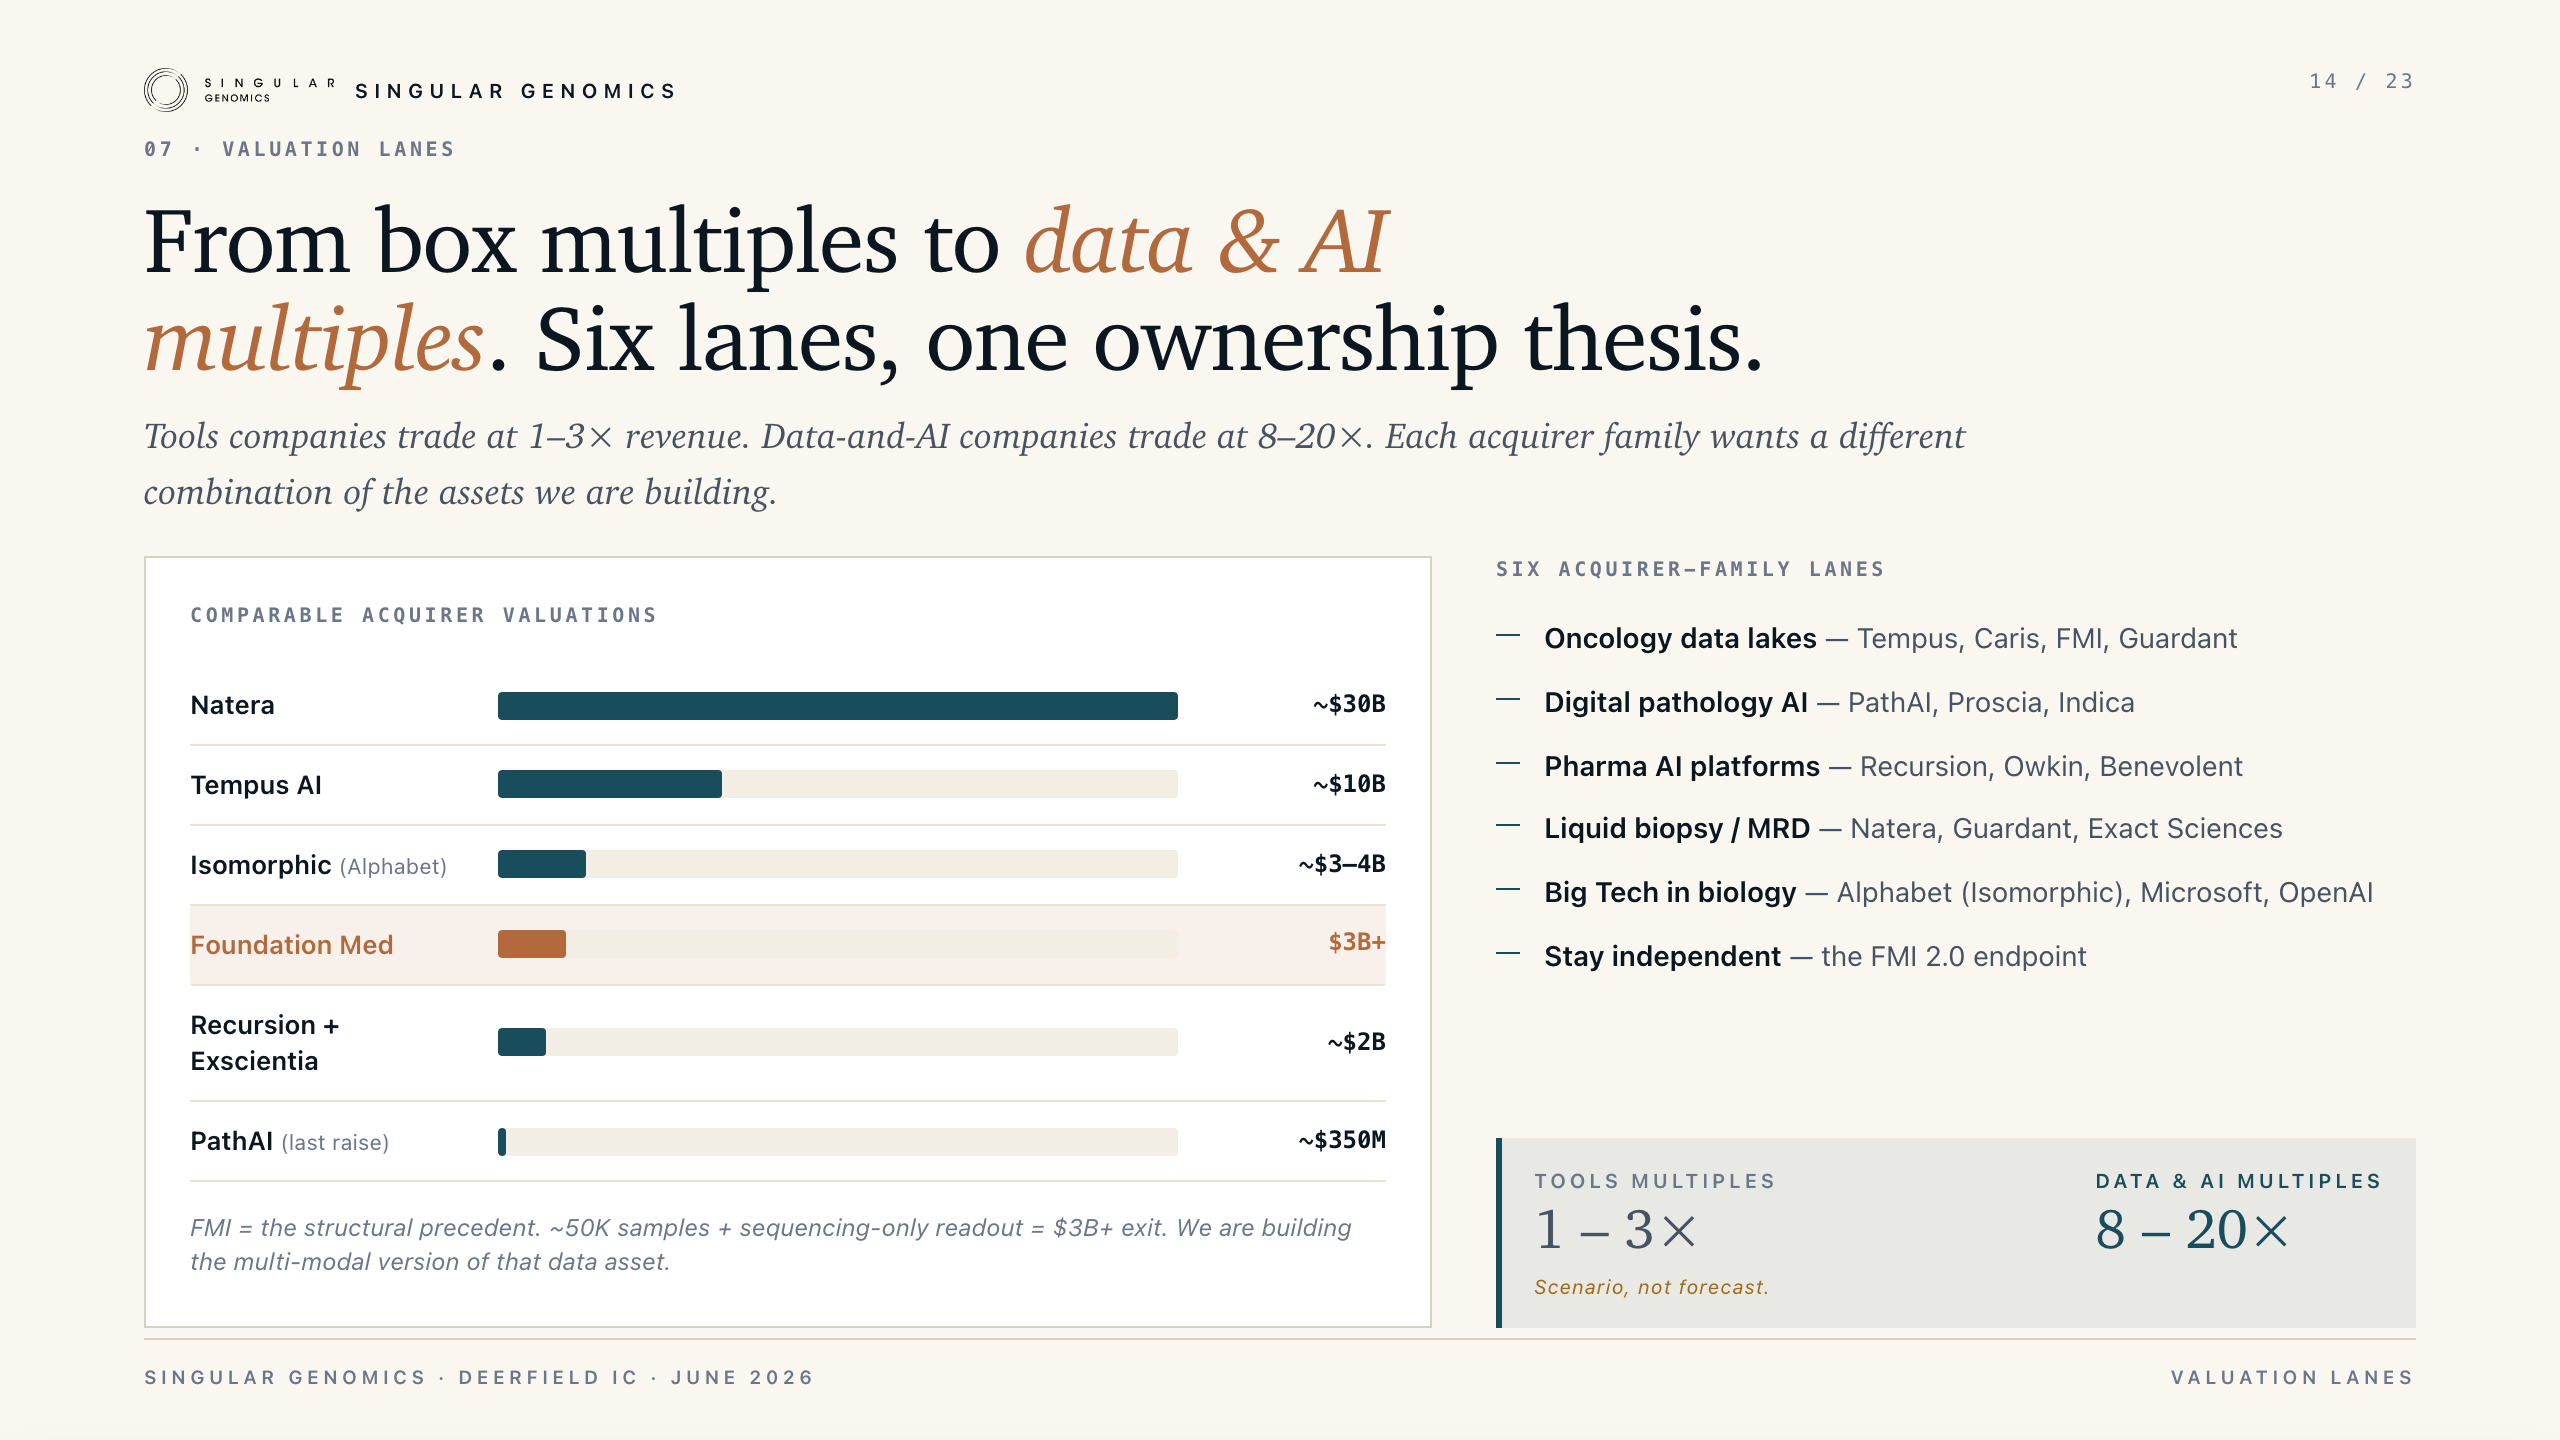 SINGULAR
GENOMICS
SINGULAR GENOMICS
14 / 23
07 · VALUATION LANES
From box multiples to data & AI
multiples. Six lanes, one ownership thesis.
Tools companies trade at 1–3× revenue. Data-and-AI companies trade at 8–20×. Each acquirer family wants a different
combination of the assets we are building.
COMPARABLE ACQUIRER VALUATIONS
Natera ~$30B
Tempus AI ~$10B
Isomorphic (Alphabet) ~$3–4B
Foundation Med $3B+
Recursion +
Exscientia ~$2B
PathAI (last raise) ~$350M
FMI = the structural precedent. ~50K samples + sequencing-only readout = $3B+ exit. We are building
the multi-modal version of that data asset.
SIX ACQUIRER-FAMILY LANES
— Oncology data lakes — Tempus, Caris, FMI, Guardant
— Digital pathology AI — PathAI, Proscia, Indica
— Pharma AI platforms — Recursion, Owkin, Benevolent
— Liquid biopsy / MRD — Natera, Guardant, Exact Sciences
— Big Tech in biology — Alphabet (Isomorphic), Microsoft, OpenAI
— Stay independent — the FMI 2.0 endpoint
TOOLS MULTIPLES
1 – 3×
Scenario, not forecast.
DATA & AI MULTIPLES
8 – 20×
SINGULAR GENOMICS · DEERFIELD IC · JUNE 2026
VALUATION LANES